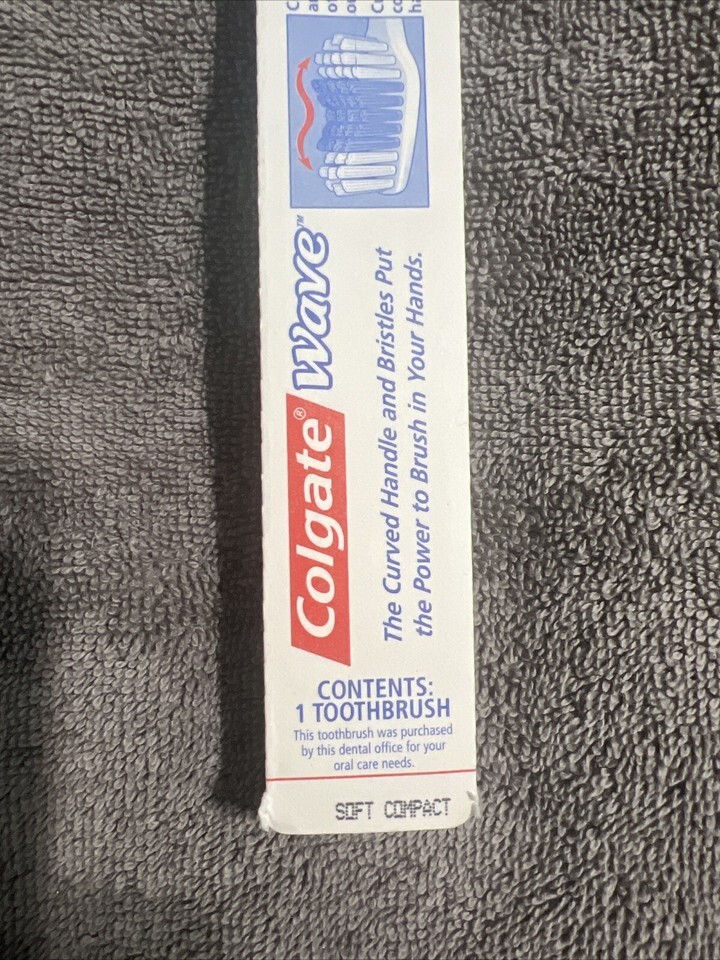 Colgate® Wave™
The Curved Handle and Bristles Put
the Power to Brush in Your Hands.
CONTENTS:
1 TOOTHBRUSH
This toothbrush was purchased
by this dental office for your
oral care needs.
SOFT COMPACT